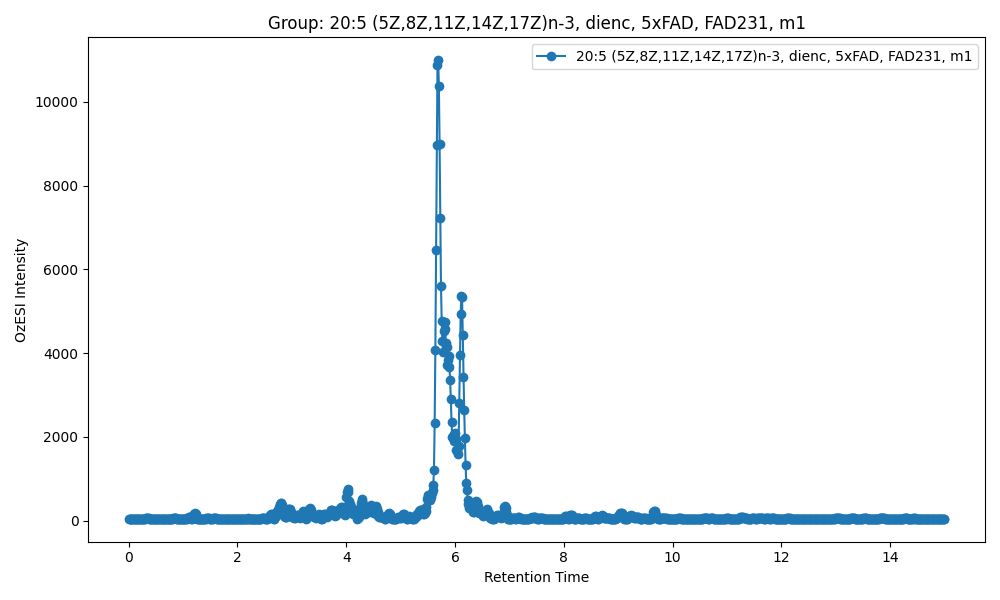 Group: 20:5 (5Z,8Z,11Z,14Z,17Z)n-3, dienc, 5xFAD, FAD231, m1
20:5 (5Z,8Z,11Z,14Z,17Z)n-3, dienc, 5xFAD, FAD231, m1
OzESI Intensity
10000
8000
6000
4000
2000
0
0 2 4 6 8 10 12 14
Retention Time